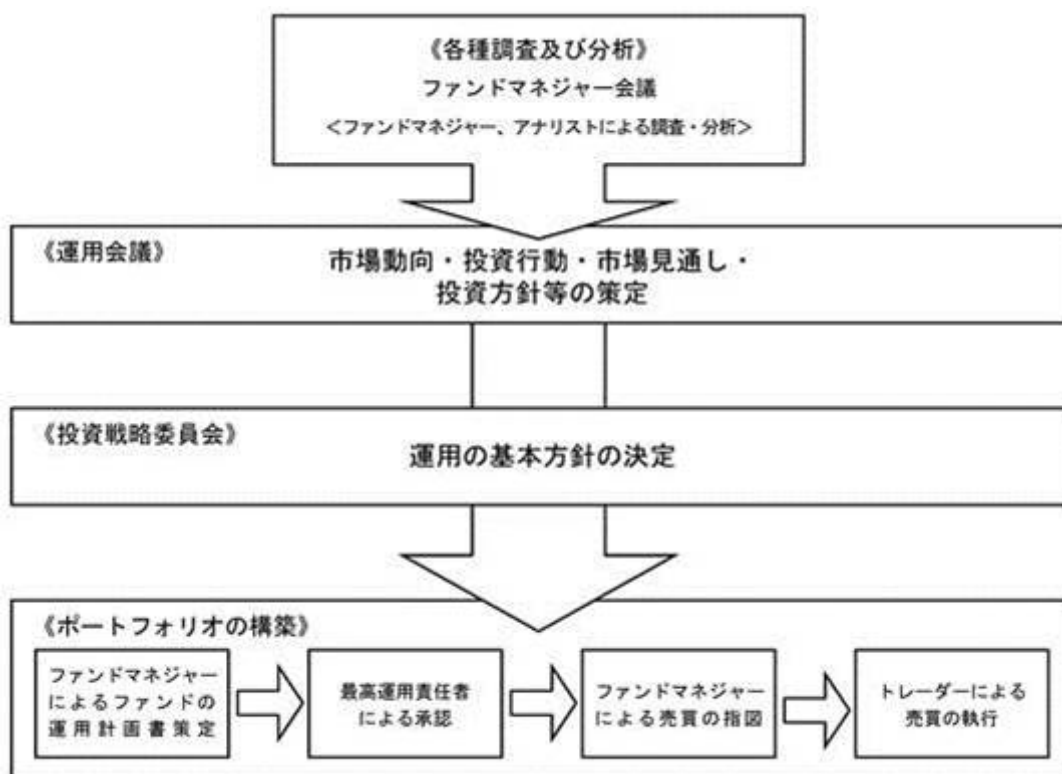 《各種調査及び分析》
ファンドマネジャー会議
<ファンドマネジャー、アナリストによる調査・分析>
《運用会議》
市場動向・投資行動・市場見通し・
投資方針等の策定
《投資戦略委員会》
運用の基本方針の決定
《ポートフォリオの構築》
ファンドマネジャー
によるファンドの
運用計画書策定
最高運用責任者
による承認
ファンドマネジャー
による売買の指図
トレーダーによる
売買の執行